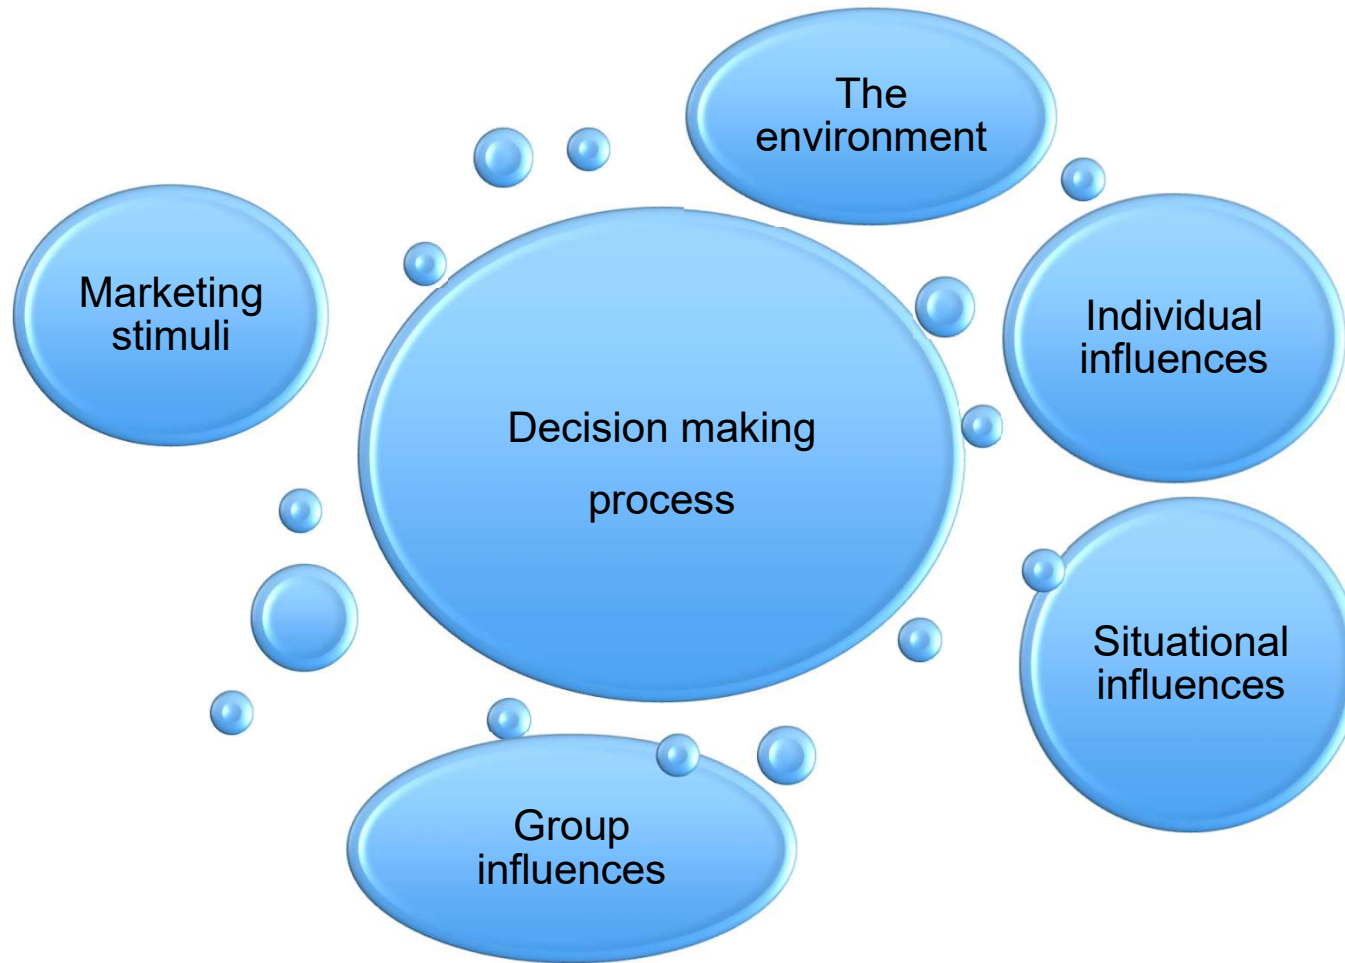 The
environment
Marketing
stimuli
Individual
influences
Decision making
process
Situational
influences
Group
influences